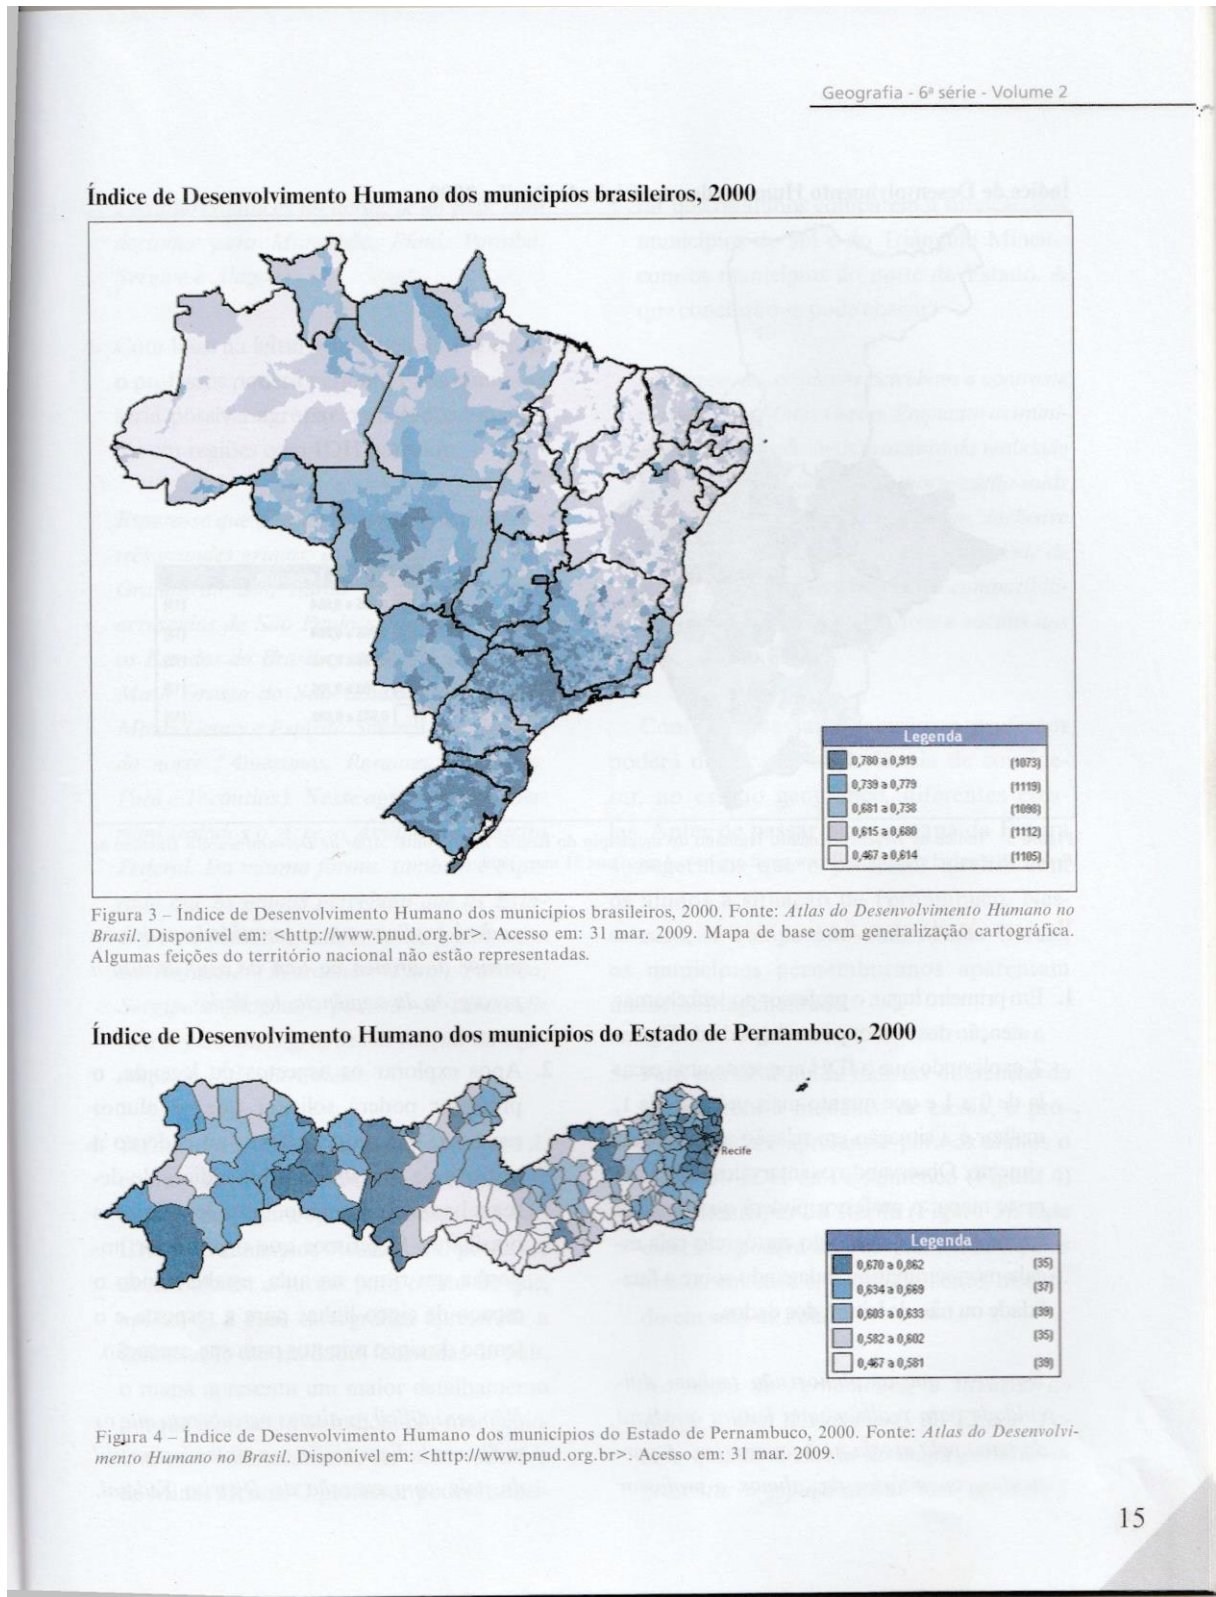 Geografia - 6ª série - Volume 2
Índice de Desenvolvimento Humano dos municipíos brasileiros, 2000
Legenda
0,780 a 0,919 (1073)
0,739 a 0,779 (1119)
0,681 a 0,738 (1098)
0,615 a 0,680 (1112)
0,467 a 0,614 (1105)
Figura 3 – Índice de Desenvolvimento Humano dos municípios brasileiros, 2000. Fonte: Atlas do Desenvolvimento Humano no
Brasil. Disponível em: <http://www.pnud.org.br>. Acesso em: 31 mar. 2009. Mapa de base com generalização cartográfica.
Algumas feições do território nacional não estão representadas.
Índice de Desenvolvimento Humano dos municípios do Estado de Pernambuco, 2000
Recife
Legenda
0,670 a 0,862 (35)
0,634 a 0,669 (37)
0,603 a 0,633 (39)
0,582 a 0,602 (35)
0,467 a 0,581 (39)
Figura 4 – Índice de Desenvolvimento Humano dos municípios do Estado de Pernambuco, 2000. Fonte: Atlas do Desenvolvi-
mento Humano no Brasil. Disponível em: <http://www.pnud.org.br>. Acesso em: 31 mar. 2009.
15